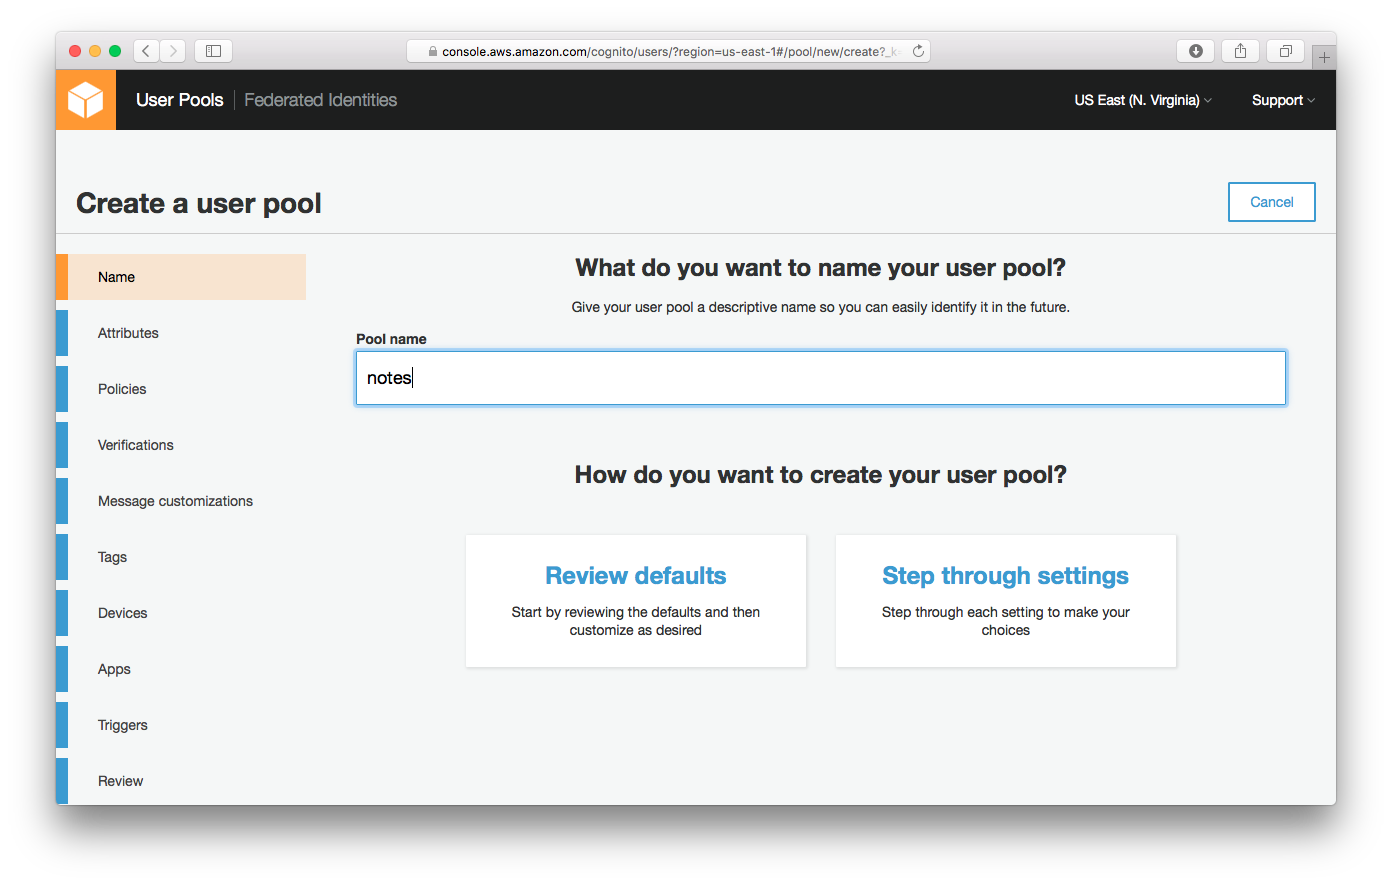 console.aws.amazon.com/cognito/users/?region=us-east-1#/pool/new/create?_k
User Pools
Federated Identities
US East (N. Virginia)
Support
Create a user pool
Cancel
Name
Attributes
Policies
Verifications
Message customizations
Tags
Devices
Apps
Triggers
Review
What do you want to name your user pool?
Give your user pool a descriptive name so you can easily identify it in the future.
Pool name
notes
How do you want to create your user pool?
Review defaults
Start by reviewing the defaults and then
customize as desired
Step through settings
Step through each setting to make your
choices